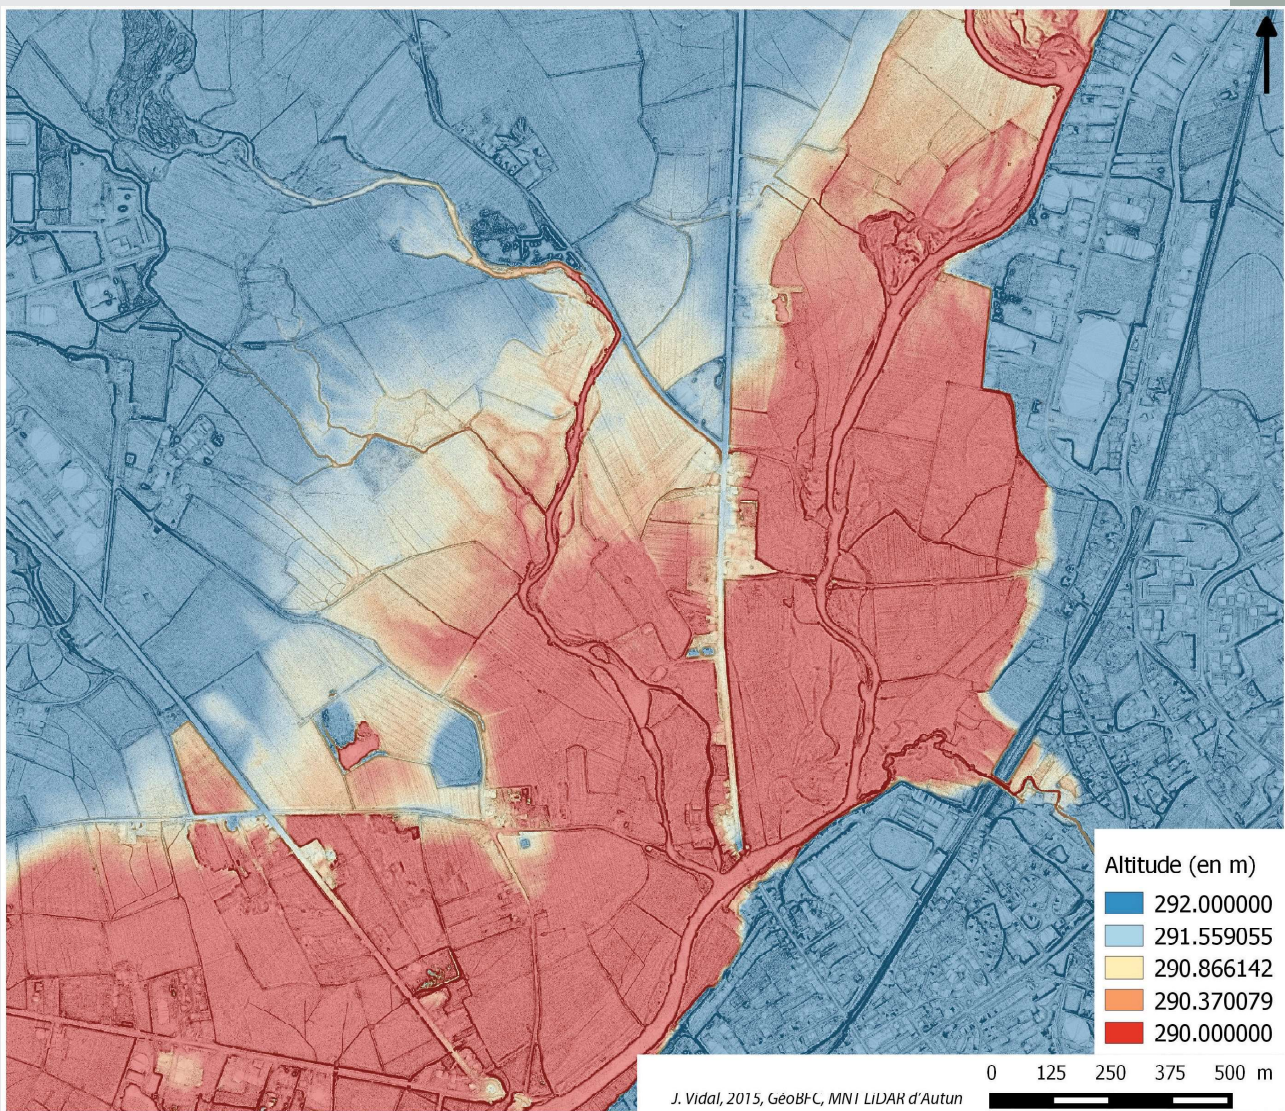 Altitude (en m)
292.000000
291.559055
290.866142
290.370079
290.000000
0 125 250 375 500 m
J. Vidal, 2015, GéoBFC, MNT LiDAR d'Autun